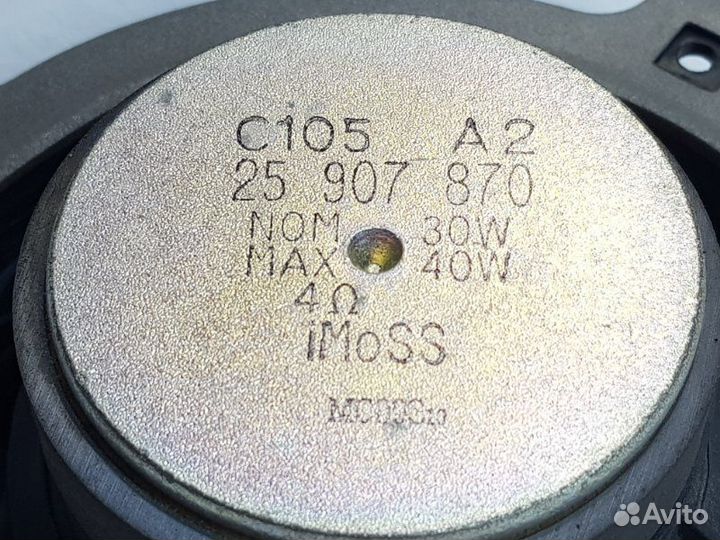 C105 A2
25 907 870
NOM 30W
MAX 40W
4Ω
iMoSS
Avito